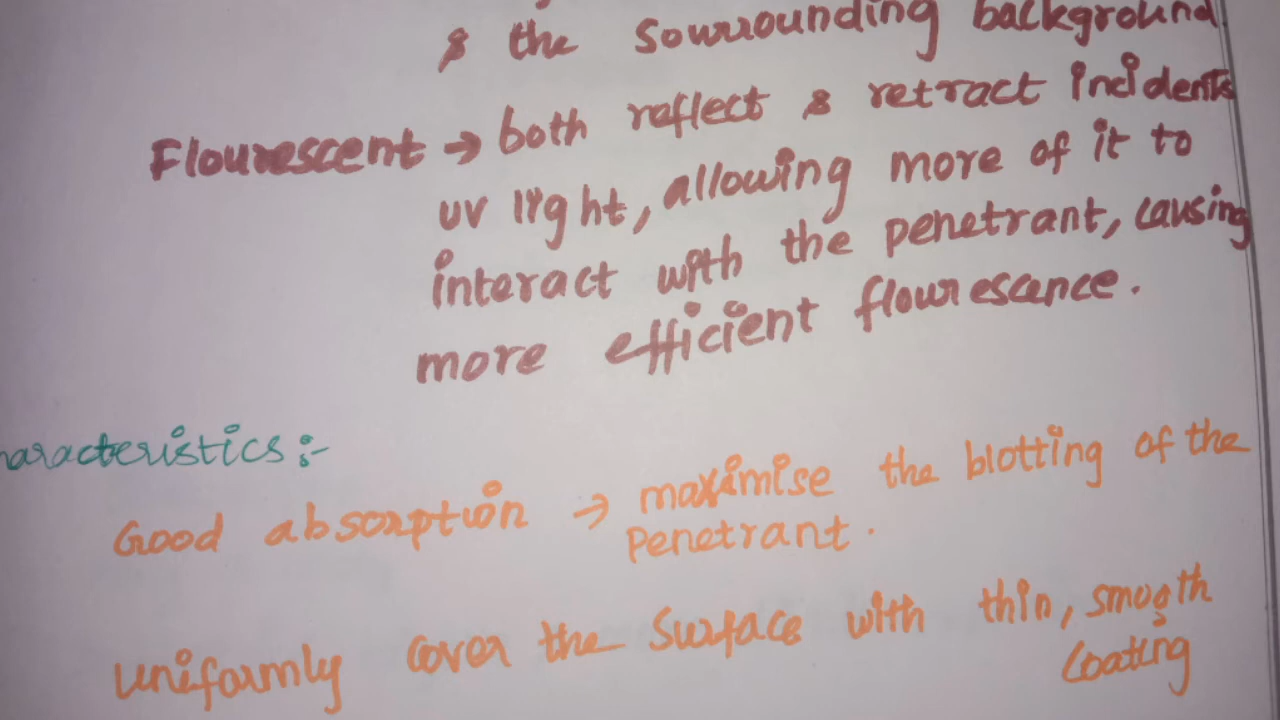 & the sourrounding background.
Flourescent → both reflect & retract incidents
uv light, allowing more of it to
interact with the penetrant, causing
more efficient flourescence.
haracteristics :-
Good absorption → maximise the blotting of the
penetrant.
uniformly cover the surface with thin, smooth
coating